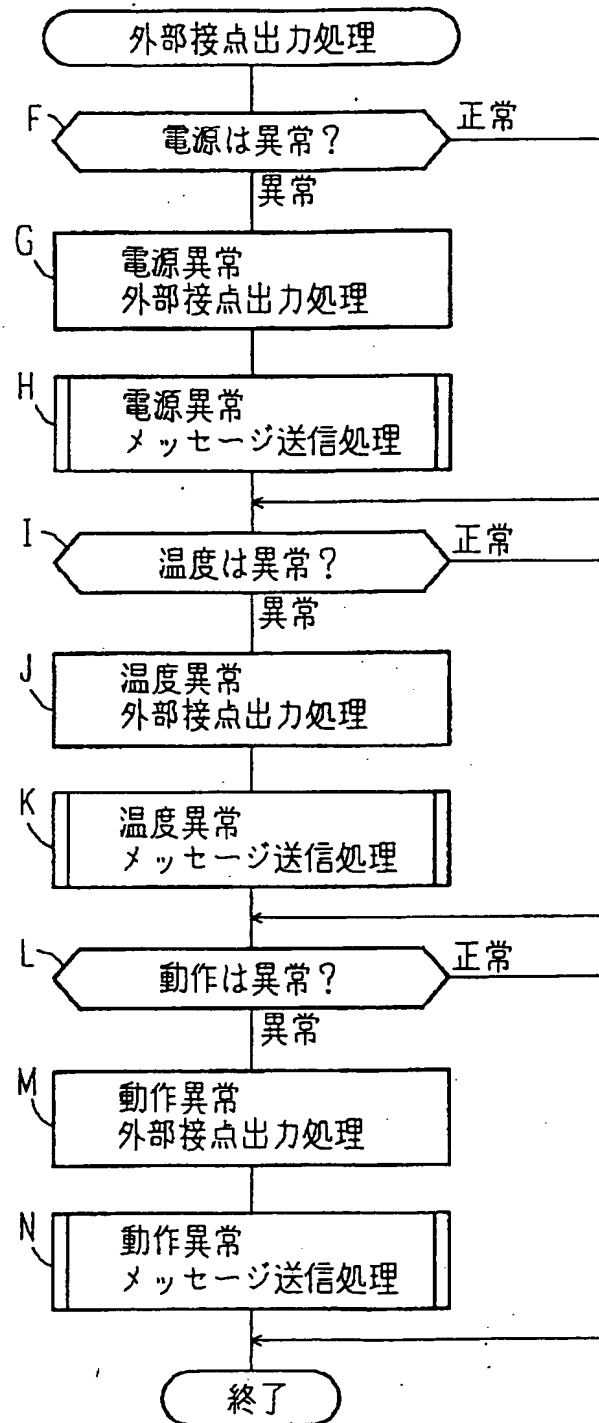 外部接点出力処理
F
電源は異常?
正常
異常
G
電源異常
外部接点出力処理
H
電源異常
メッセージ送信処理
I
温度は異常?
正常
異常
J
温度異常
外部接点出力処理
K
温度異常
メッセージ送信処理
L
動作は異常?
正常
異常
M
動作異常
外部接点出力処理
N
動作異常
メッセージ送信処理
終了